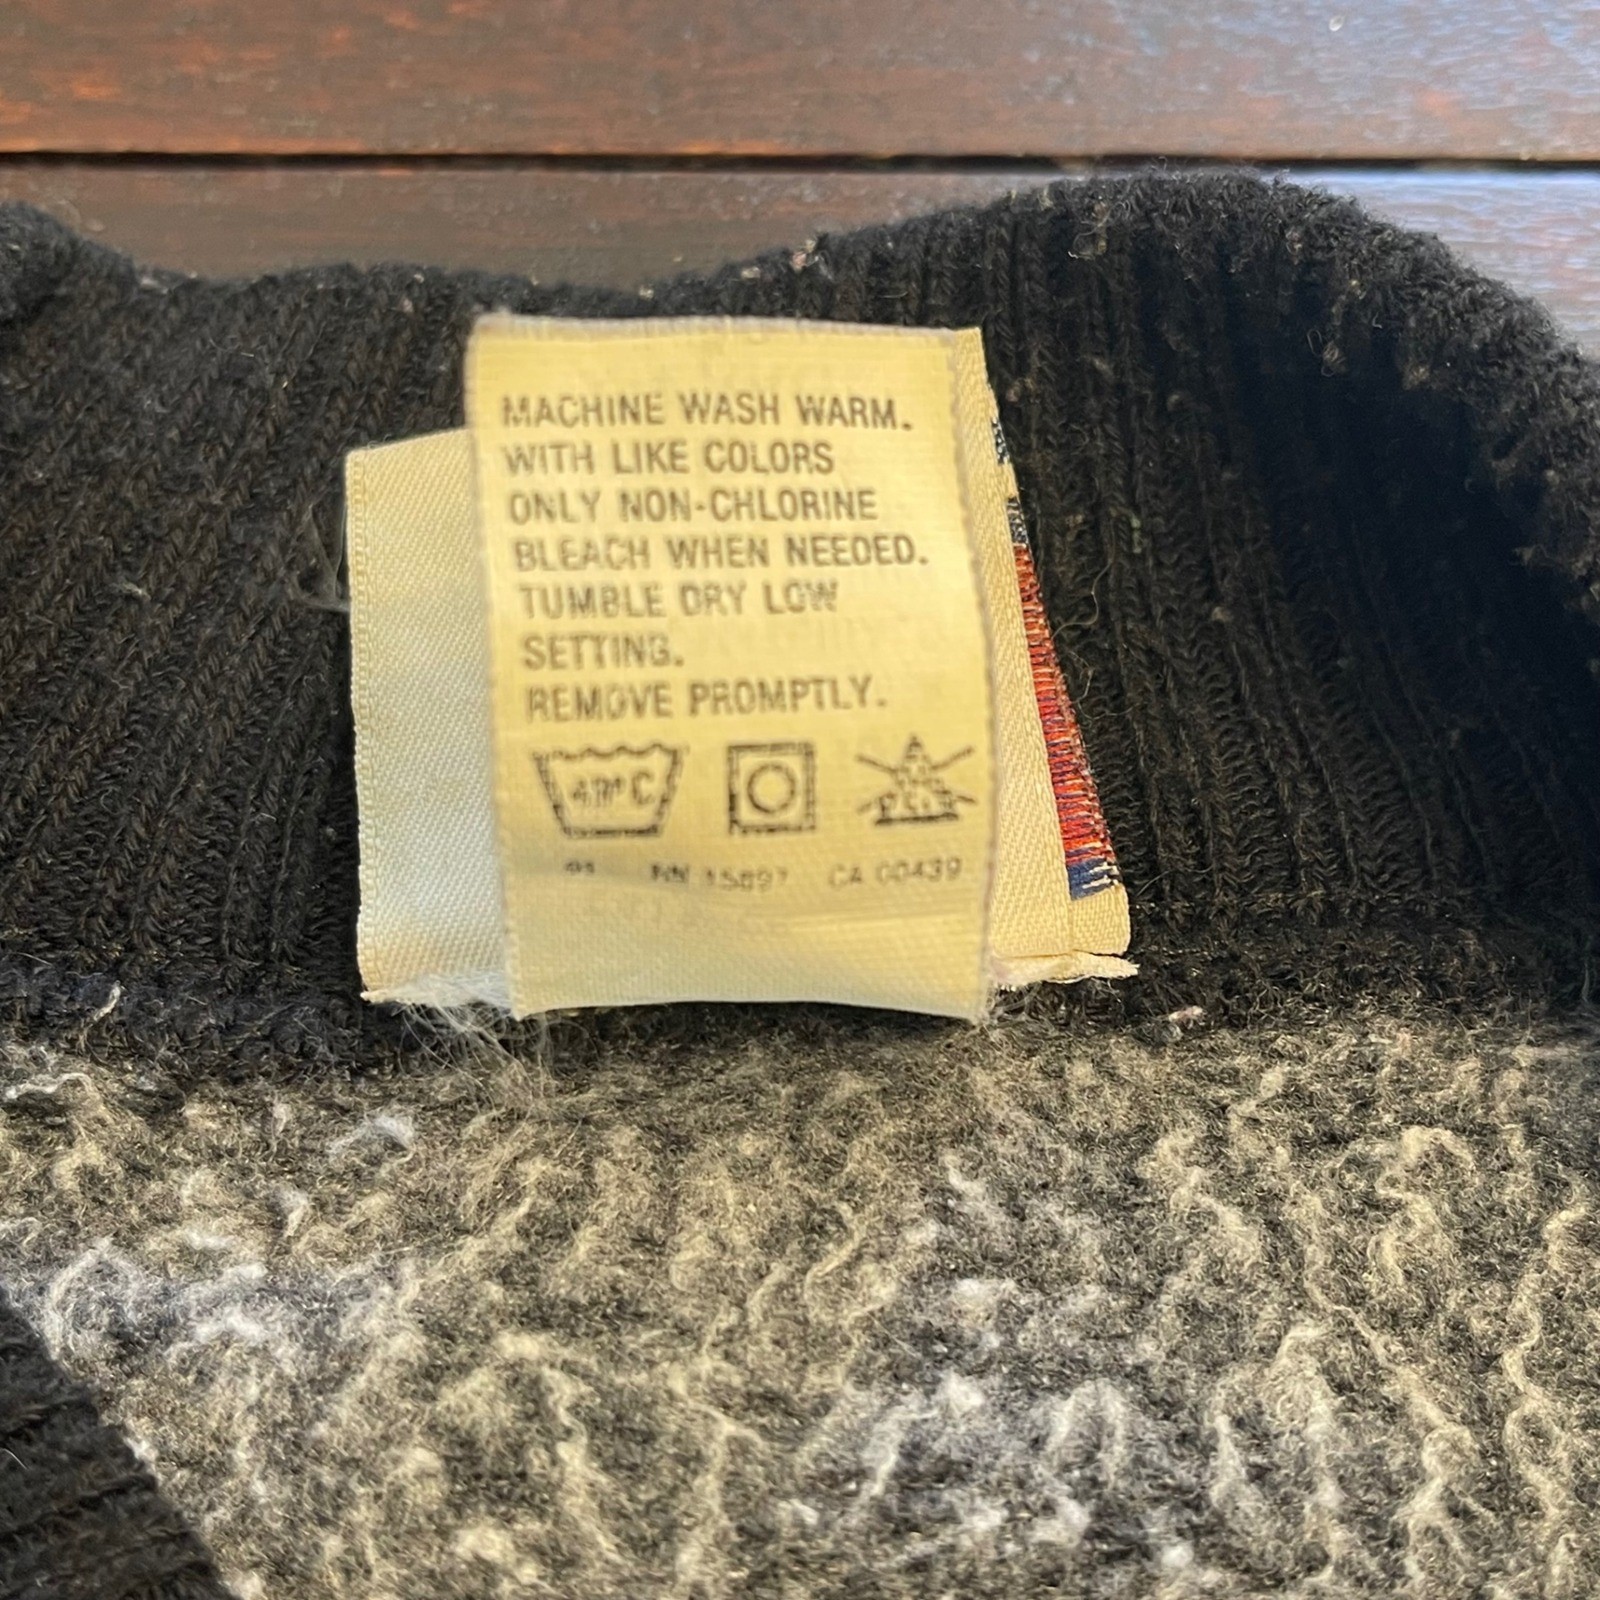 MACHINE WASH WARM.
WITH LIKE COLORS
ONLY NON-CHLORINE
BLEACH WHEN NEEDED.
TUMBLE DRY LOW
SETTING.
REMOVE PROMPTLY.
CA 00439